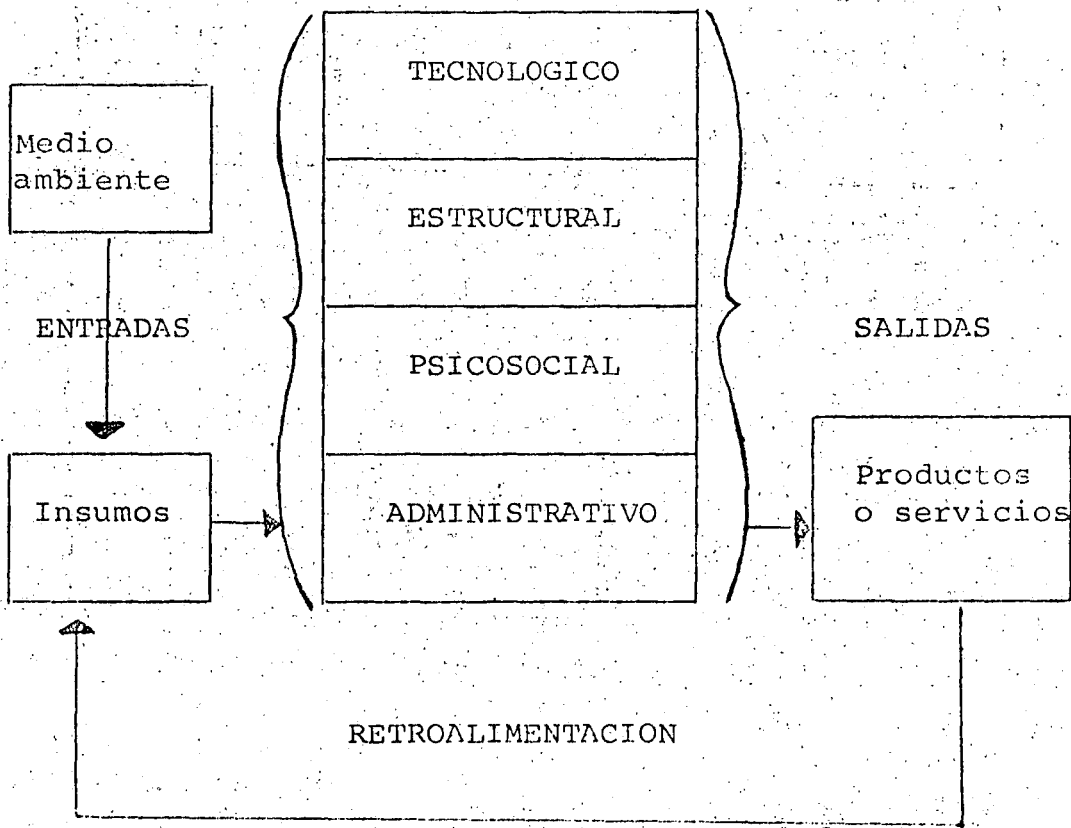 TECNOLOGICO
Medio
ambiente
ESTRUCTURAL
ENTRADAS
SALIDAS
PSICOSOCIAL
Insumos
ADMINISTRATIVO
Productos
o servicios
RETROALIMENTACION